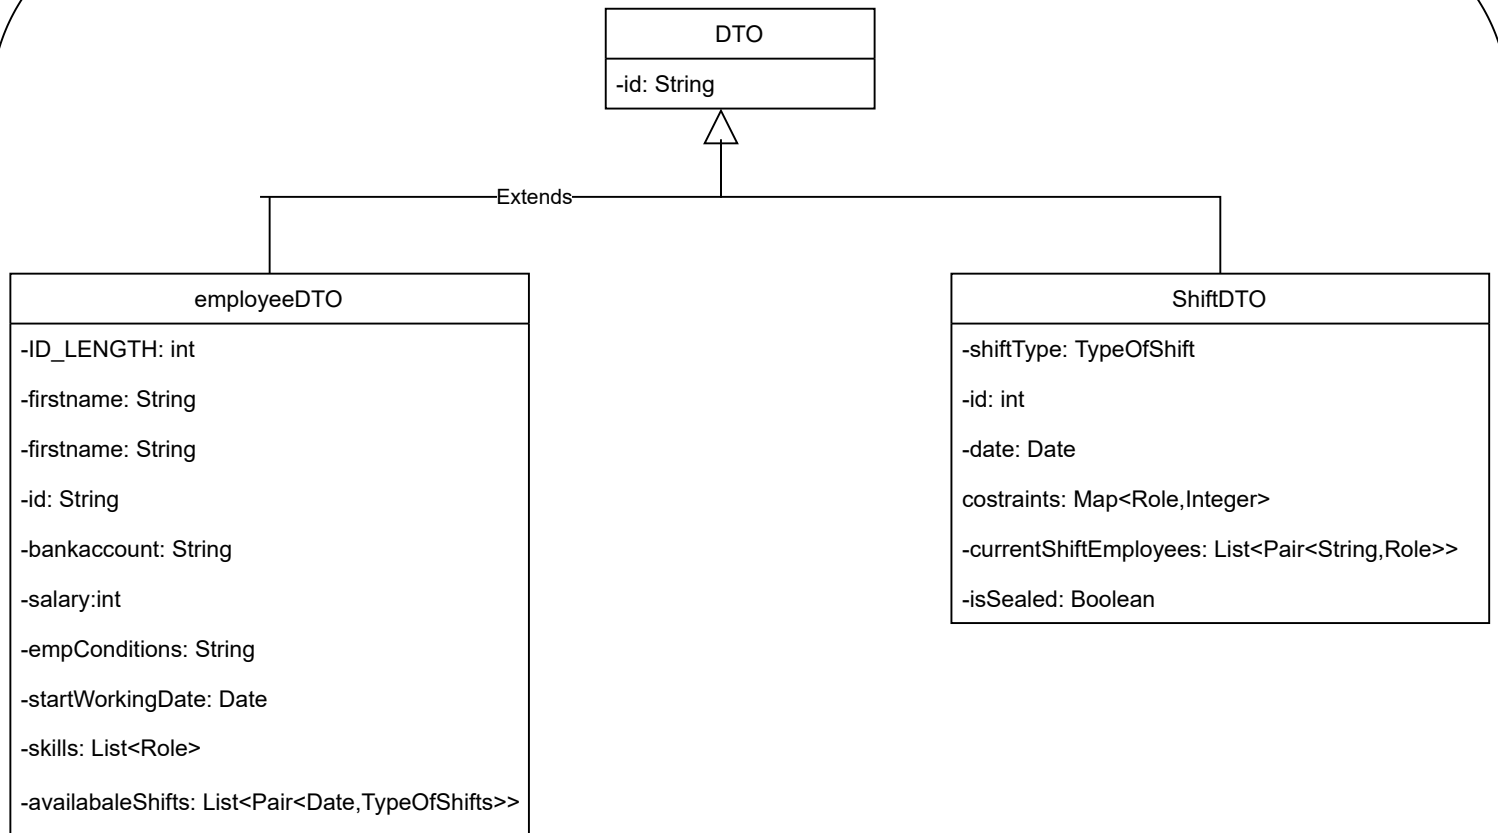 DTO
-id: String
Extends
employeeDTO
-ID_LENGTH: int
-firstname: String
-firstname: String
-id: String
-bankaccount: String
-salary:int
-empConditions: String
-startWorkingDate: Date
-skills: List<Role>
-availabaleShifts: List<Pair<Date,TypeOfShifts>>
ShiftDTO
-shiftType: TypeOfShift
-id: int
-date: Date
costraints: Map<Role,Integer>
-currentShiftEmployees: List<Pair<String,Role>>
-isSealed: Boolean